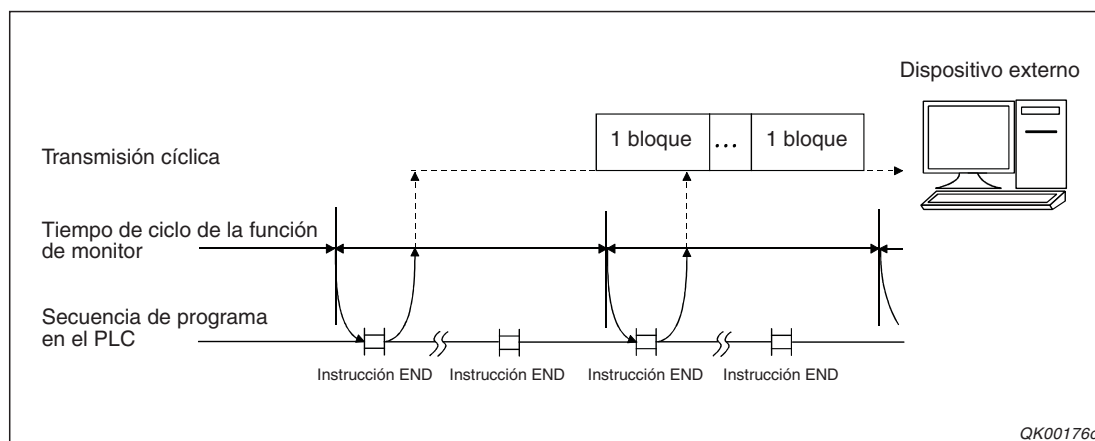 Dispositivo externo
1 bloque ... 1 bloque
Transmisión cíclica
Tiempo de ciclo de la función
de monitor
Secuencia de programa
en el PLC
Instrucción END Instrucción END Instrucción END Instrucción END
QK00176c